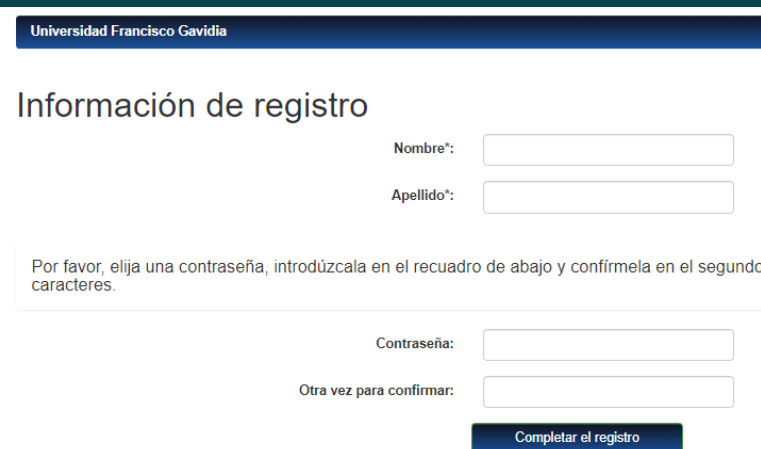 Universidad Francisco Gavidia
Información de registro
Nombre*:
Apellido*:
Por favor, elija una contraseña, introdúzcala en el recuadro de abajo y confírmela en el segundo
caracteres.
Contraseña:
Otra vez para confirmar:
Completar el registro